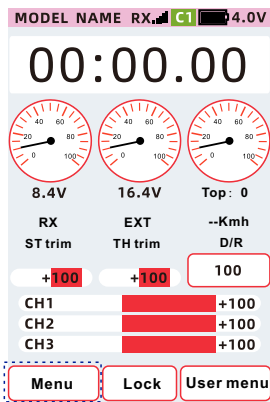 MODEL NAME RX C1 4.0V
00:00.00
40 60 40 60 40 60
20 80 20 80 20 80
0 100 0 100 0 100
8.4V 16.4V Top: 0
RX EXT --Kmh
ST trim TH trim D/R
+100 +100 100
CH1 +100
CH2 +100
CH3 +100
Menu Lock User menu